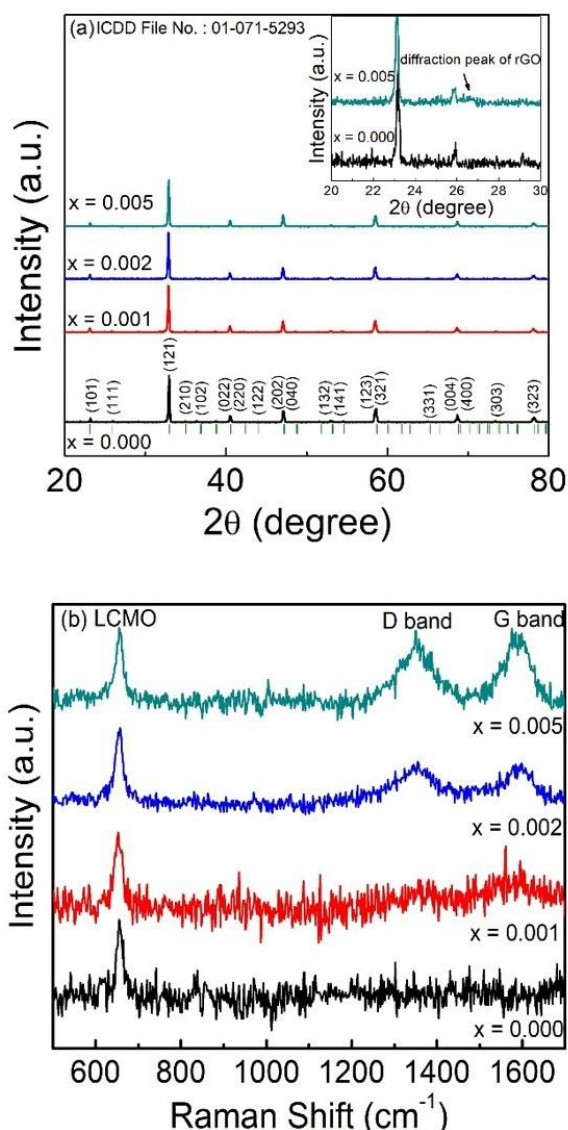 (a) ICDD File No. : 01-071-5293
diffraction peak of rGO
x = 0.005
x = 0.000
Intensity (a.u.)
20 22 24 26 28 30
2θ (degree)
x = 0.005
x = 0.002
x = 0.001
x = 0.000
(101) (111) (121) (210) (102) (022) (220) (122) (202) (040) (132) (141) (123) (321) (331) (004) (400) (303) (323)
Intensity (a.u.)
20 40 60 80
2θ (degree)
(b) LCMO D band G band
x = 0.005
x = 0.002
x = 0.001
x = 0.000
Intensity (a.u.)
600 800 1000 1200 1400 1600
Raman Shift (cm⁻¹)